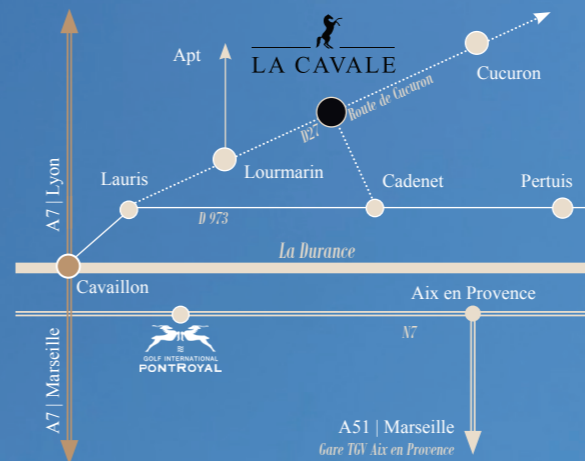 Apt
LA CAVALE
Cucuron
Route de Cucuron
D27
A7 | Lyon
Lauris
Lourmarin
Cadenet
Pertuis
D 973
La Durance
Cavaillon
Aix en Provence
N7
GOLF INTERNATIONAL
PONTROYAL
A7 | Marseille
A51 | Marseille
Gare TGV Aix en Provence